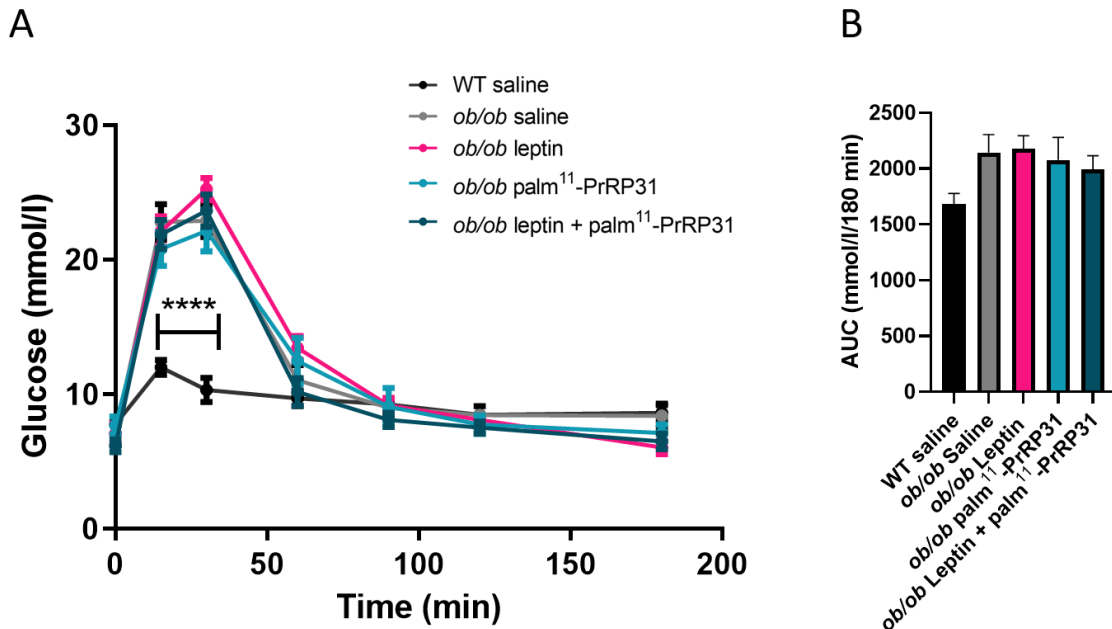 A
B
WT saline
ob/ob saline
ob/ob leptin
ob/ob palm¹¹-PrRP31
ob/ob leptin + palm¹¹-PrRP31
Glucose (mmol/l)
30
20
10
0
****
0
50
100
150
200
Time (min)
AUC (mmol/l/180 min)
2500
2000
1500
1000
500
0
WT saline
ob/ob Saline
ob/ob Leptin
ob/ob palm¹¹-PrRP31
ob/ob Leptin + palm¹¹-PrRP31